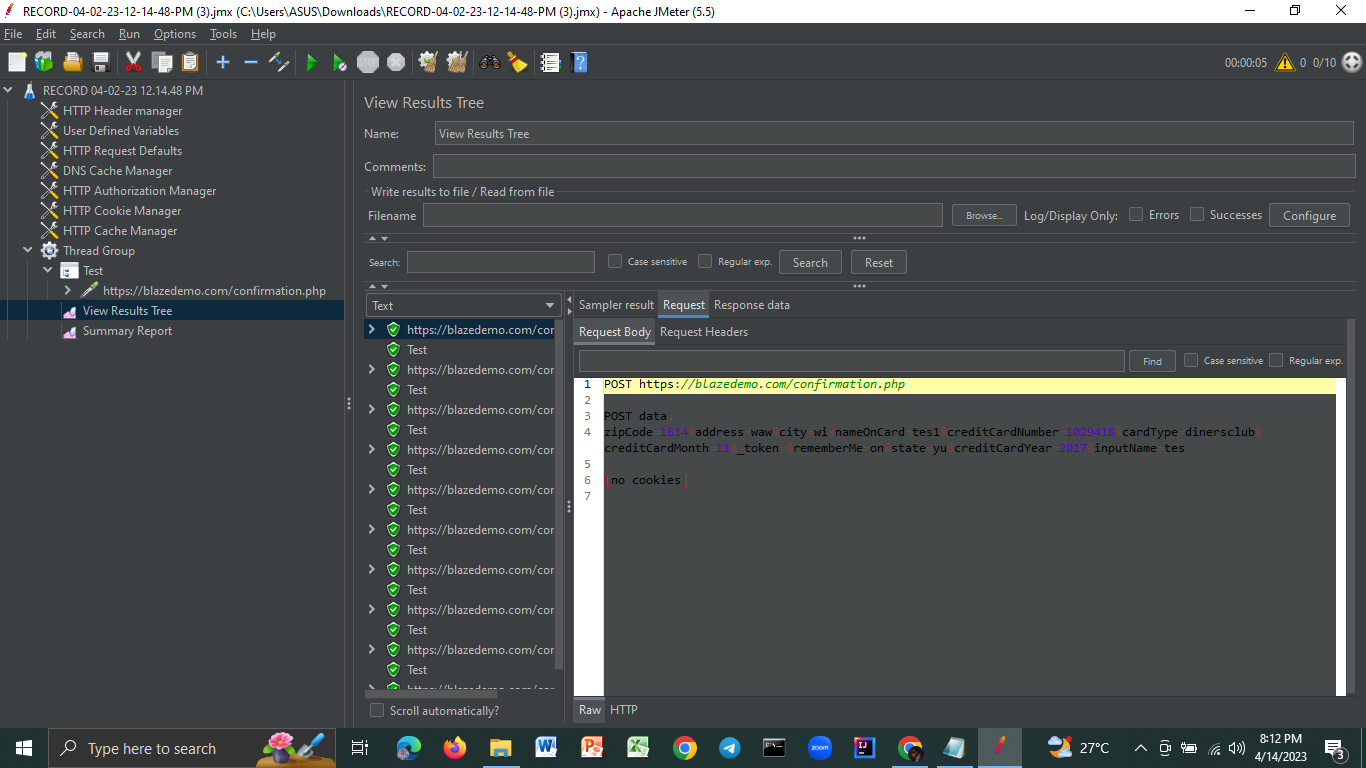 RECORD-04-02-23-12-14-48-PM (3).jmx (C:\Users\ASUS\Downloads\RECORD-04-02-23-12-14-48-PM (3).jmx) - Apache JMeter (5.5)
File Edit Search Run Options Tools Help
STOP
00:00:05 0 0/10
RECORD 04-02-23 12.14.48 PM
HTTP Header manager
User Defined Variables
HTTP Request Defaults
DNS Cache Manager
HTTP Authorization Manager
HTTP Cookie Manager
HTTP Cache Manager
Thread Group
Test
https://blazedemo.com/confirmation.php
View Results Tree
Summary Report
View Results Tree
Name: View Results Tree
Comments:
Write results to file / Read from file
Filename Browse... Log/Display Only: Errors Successes Configure
Search: Case sensitive Regular exp. Search Reset
Text
https://blazedemo.com/cor
Test
https://blazedemo.com/cor
Test
https://blazedemo.com/cor
Test
https://blazedemo.com/cor
Test
https://blazedemo.com/cor
Test
https://blazedemo.com/cor
Test
https://blazedemo.com/cor
Test
https://blazedemo.com/cor
Test
https://blazedemo.com/cor
Test
Scroll automatically?
Sampler result Request Response data
Request Body Request Headers
Find Case sensitive Regular exp.
1 POST https://blazedemo.com/confirmation.php
2
3 POST data:
4 zipCode=1614&address=waw&city=wi&nameOnCard=tes1&creditCardNumber=1029418&cardType=dinersclub&
creditCardMonth=11&_token=&rememberMe=on&state=yu&creditCardYear=2017&inputName=tes
5
6 [no cookies]
7
Raw HTTP
Type here to search
zoom
27°C
8:12 PM
4/14/2023
3